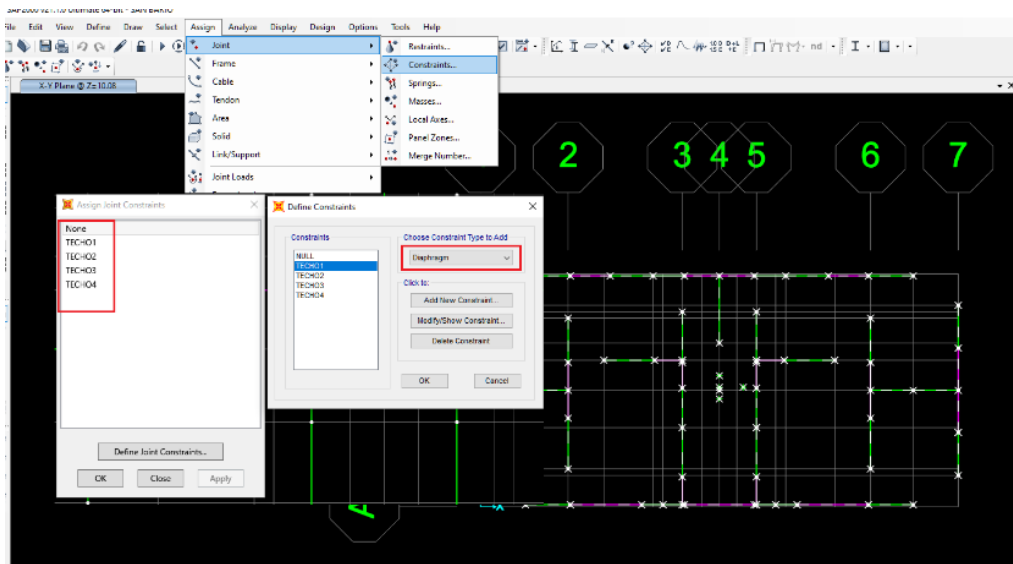 File Edit View Define Draw Select Assign Analyze Display Design Options Tools Help
nd
X-Y Plane @ Z=10.08
Joint
Frame
Cable
Tendon
Area
Solid
Link/Support
Joint Loads
Restraints...
Constraints...
Springs...
Masses...
Local Axes...
Panel Zones...
Merge Number...
2 3 4 5 6 7
Assign Joint Constraints
None
TECHO1
TECHO2
TECHO3
TECHO4
Define Joint Constraints...
OK Close Apply
Define Constraints
Constraints
NULL
TECHO1
TECHO2
TECHO3
TECHO4
Choose Constraint Type to Add
Diaphragm
Click to:
Add New Constraint...
Modify/Show Constraint...
Delete Constraint
OK Cancel
A